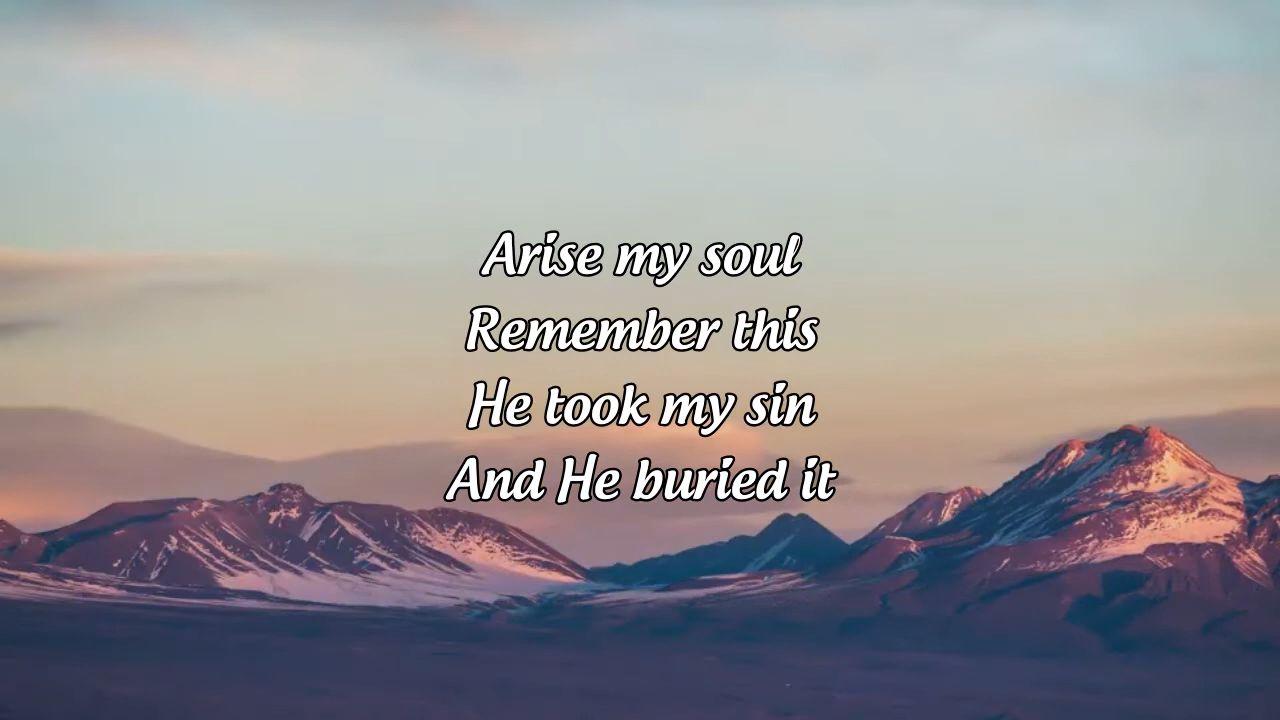 Arise my soul
Remember this
He took my sin
And He buried it